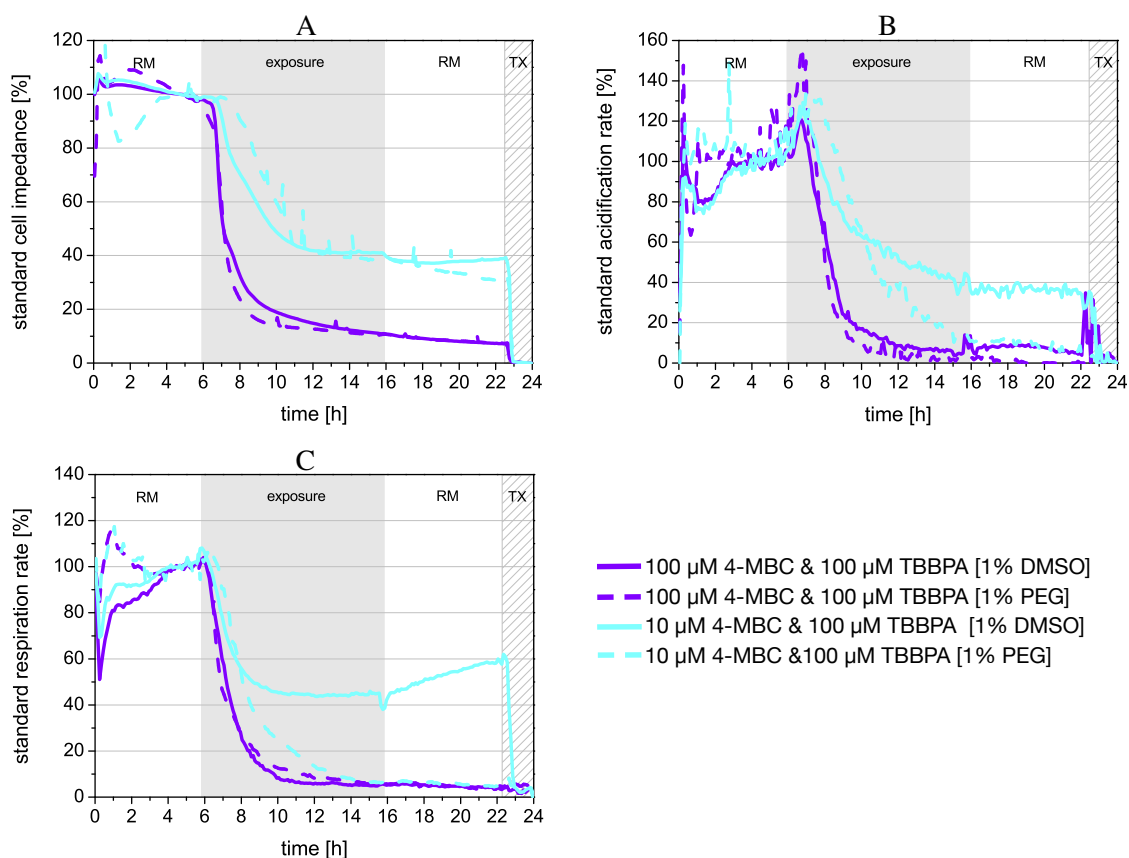 A
120
100
80
60
40
20
0
standard cell impedance [%]
RM
exposure
RM
TX
0 2 4 6 8 10 12 14 16 18 20 22 24
time [h]
B
160
140
120
100
80
60
40
20
0
standard acidification rate [%]
RM
exposure
RM
TX
0 2 4 6 8 10 12 14 16 18 20 22 24
time [h]
C
140
120
100
80
60
40
20
0
standard respiration rate [%]
RM
exposure
RM
TX
0 2 4 6 8 10 12 14 16 18 20 22 24
time [h]
100 µM 4-MBC & 100 µM TBBPA [1% DMSO]
100 µM 4-MBC & 100 µM TBBPA [1% PEG]
10 µM 4-MBC & 100 µM TBBPA [1% DMSO]
10 µM 4-MBC &100 µM TBBPA [1% PEG]